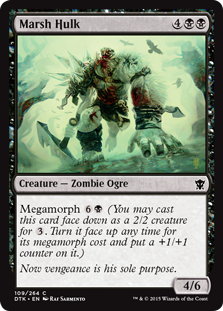 Marsh Hulk 4
Creature — Zombie Ogre
Megamorph 6 (You may cast
this card face down as a 2/2 creature
for 3. Turn it face up any time for
its megamorph cost and put a +1/+1
counter on it.)
Now vengeance is his sole purpose.
4/6
109/264 C
DTK • EN RAF SARMENTO
™ & © 2015 Wizards of the Coast